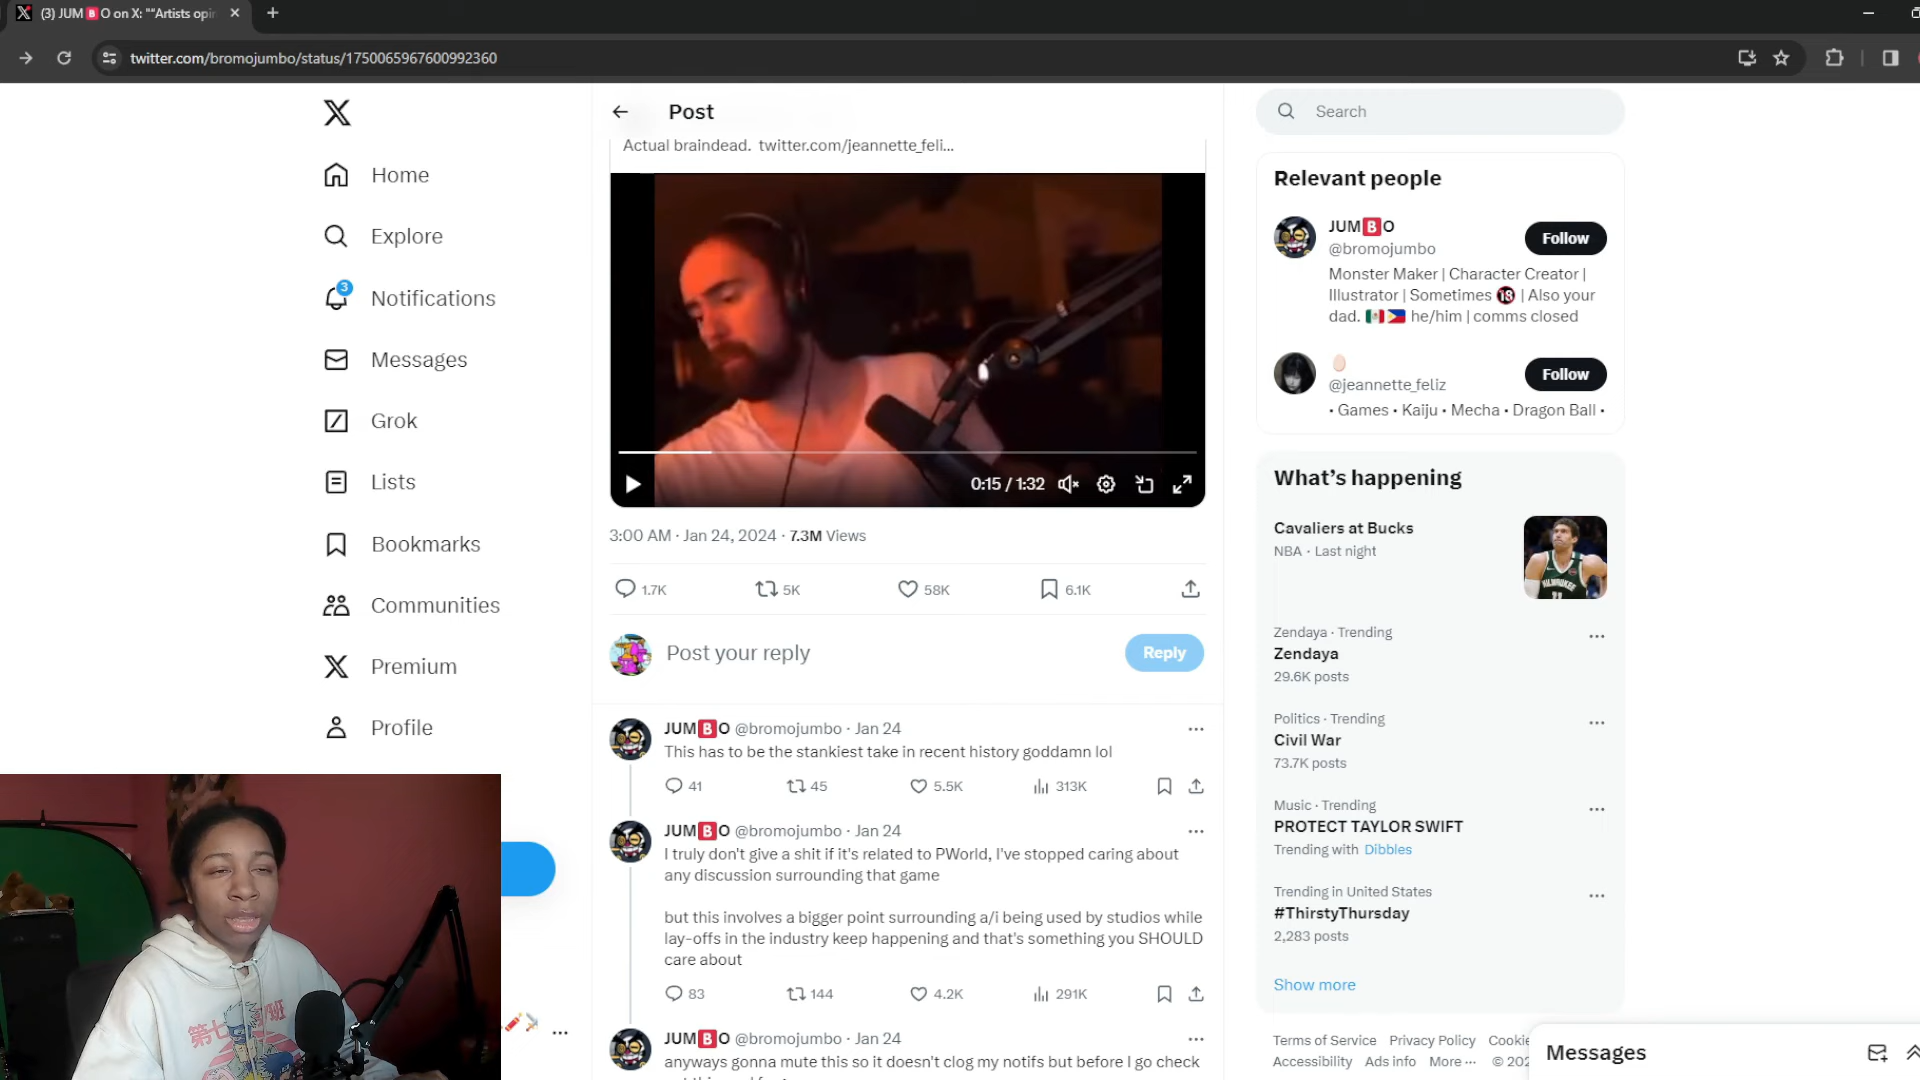 (3) JUM🅱O on X: ""Artists opin
twitter.com/bromojumbo/status/1750065967600992360
Home
Explore
3
Notifications
Messages
Grok
Lists
Bookmarks
Communities
Premium
Profile
Post
Actual braindead. twitter.com/jeannette_feli...
0:15 / 1:32
3:00 AM · Jan 24, 2024 · 7.3M Views
1.7K 5K 58K 6.1K
Post your reply
Reply
JUM🅱O @bromojumbo · Jan 24
This has to be the stankiest take in recent history goddamn lol
41 45 5.5K 313K
JUM🅱O @bromojumbo · Jan 24
I truly don't give a shit if it's related to PWorld, I've stopped caring about
any discussion surrounding that game
but this involves a bigger point surrounding a/i being used by studios while
lay-offs in the industry keep happening and that's something you SHOULD
care about
83 144 4.2K 291K
JUM🅱O @bromojumbo · Jan 24
anyways gonna mute this so it doesn't clog my notifs but before I go check
Search
Relevant people
JUM🅱O
@bromojumbo
Follow
Monster Maker | Character Creator |
Illustrator | Sometimes 🔞 | Also your
dad. 🇲🇽🇵🇭 he/him | comms closed
@jeannette_feliz
Follow
• Games • Kaiju • Mecha • Dragon Ball •
What's happening
Cavaliers at Bucks
NBA · Last night
Zendaya · Trending
Zendaya
29.6K posts
Politics · Trending
Civil War
73.7K posts
Music · Trending
PROTECT TAYLOR SWIFT
Trending with Dibbles
Trending in United States
#ThirstyThursday
2,283 posts
Show more
Terms of Service Privacy Policy Cookie
Accessibility Ads info More ··· © 202
Messages
第七班